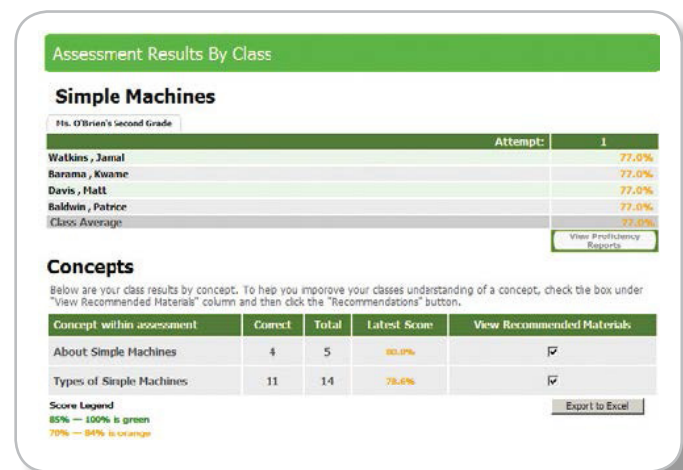 Assessment Results By Class
Simple Machines
Ms. O'Brien's Second Grade
Attempt: 1
Watkins , Jamal 77.0%
Barama , Kwame 77.0%
Davis , Matt 77.0%
Baldwin , Patrice 77.0%
Class Average 77.0%
View Proficiency
Reports
Concepts
Below are your class results by concept. To hep you imporove your classes understanding of a concept, check the box under
"View Recommended Materials" column and then click the "Recommendations" button.
Concept within assessment Correct Total Latest Score View Recommended Materials
About Simple Machines 4 5 80.0%
Types of Simple Machines 11 14 78.6%
Score Legend
85% — 100% is green
70% — 84% is orange
Export to Excel